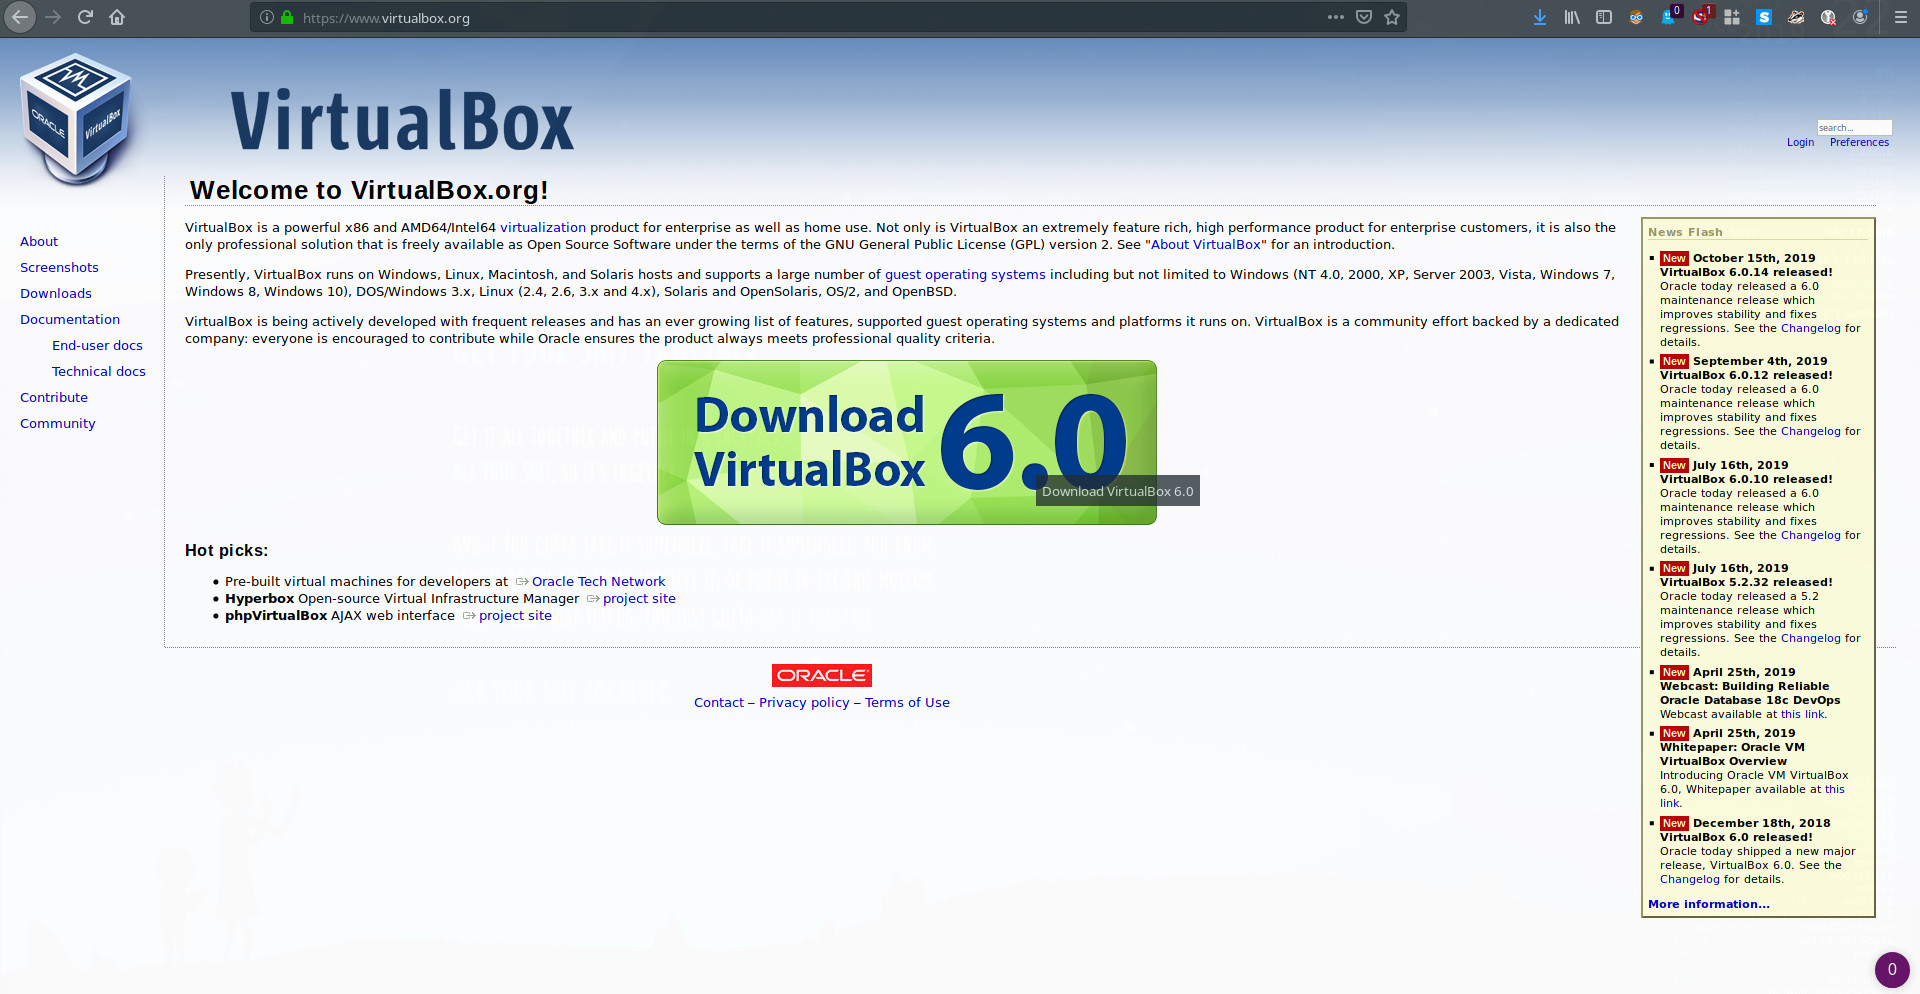 https://www.virtualbox.org
0
1
S
ORACLE
VirtualBox
VirtualBox
search...
Login
Preferences
Welcome to VirtualBox.org!
About
Screenshots
Downloads
Documentation
End-user docs
Technical docs
Contribute
Community
VirtualBox is a powerful x86 and AMD64/Intel64 virtualization product for enterprise as well as home use. Not only is VirtualBox an extremely feature rich, high performance product for enterprise customers, it is also the
only professional solution that is freely available as Open Source Software under the terms of the GNU General Public License (GPL) version 2. See "About VirtualBox" for an introduction.
Presently, VirtualBox runs on Windows, Linux, Macintosh, and Solaris hosts and supports a large number of guest operating systems including but not limited to Windows (NT 4.0, 2000, XP, Server 2003, Vista, Windows 7,
Windows 8, Windows 10), DOS/Windows 3.x, Linux (2.4, 2.6, 3.x and 4.x), Solaris and OpenSolaris, OS/2, and OpenBSD.
VirtualBox is being actively developed with frequent releases and has an ever growing list of features, supported guest operating systems and platforms it runs on. VirtualBox is a community effort backed by a dedicated
company: everyone is encouraged to contribute while Oracle ensures the product always meets professional quality criteria.
Download
VirtualBox
6.0
Download VirtualBox 6.0
Hot picks:
Pre-built virtual machines for developers at Oracle Tech Network
Hyperbox Open-source Virtual Infrastructure Manager project site
phpVirtualBox AJAX web interface project site
ORACLE
Contact – Privacy policy – Terms of Use
News Flash
New October 15th, 2019
VirtualBox 6.0.14 released!
Oracle today released a 6.0
maintenance release which
improves stability and fixes
regressions. See the Changelog for
details.
New September 4th, 2019
VirtualBox 6.0.12 released!
Oracle today released a 6.0
maintenance release which
improves stability and fixes
regressions. See the Changelog for
details.
New July 16th, 2019
VirtualBox 6.0.10 released!
Oracle today released a 6.0
maintenance release which
improves stability and fixes
regressions. See the Changelog for
details.
New July 16th, 2019
VirtualBox 5.2.32 released!
Oracle today released a 5.2
maintenance release which
improves stability and fixes
regressions. See the Changelog for
details.
New April 25th, 2019
Webcast: Building Reliable
Oracle Database 18c DevOps
Webcast available at this link.
New April 25th, 2019
Whitepaper: Oracle VM
VirtualBox Overview
Introducing Oracle VM VirtualBox
6.0, Whitepaper available at this
link.
New December 18th, 2018
VirtualBox 6.0 released!
Oracle today shipped a new major
release, VirtualBox 6.0. See the
Changelog for details.
More information...
0